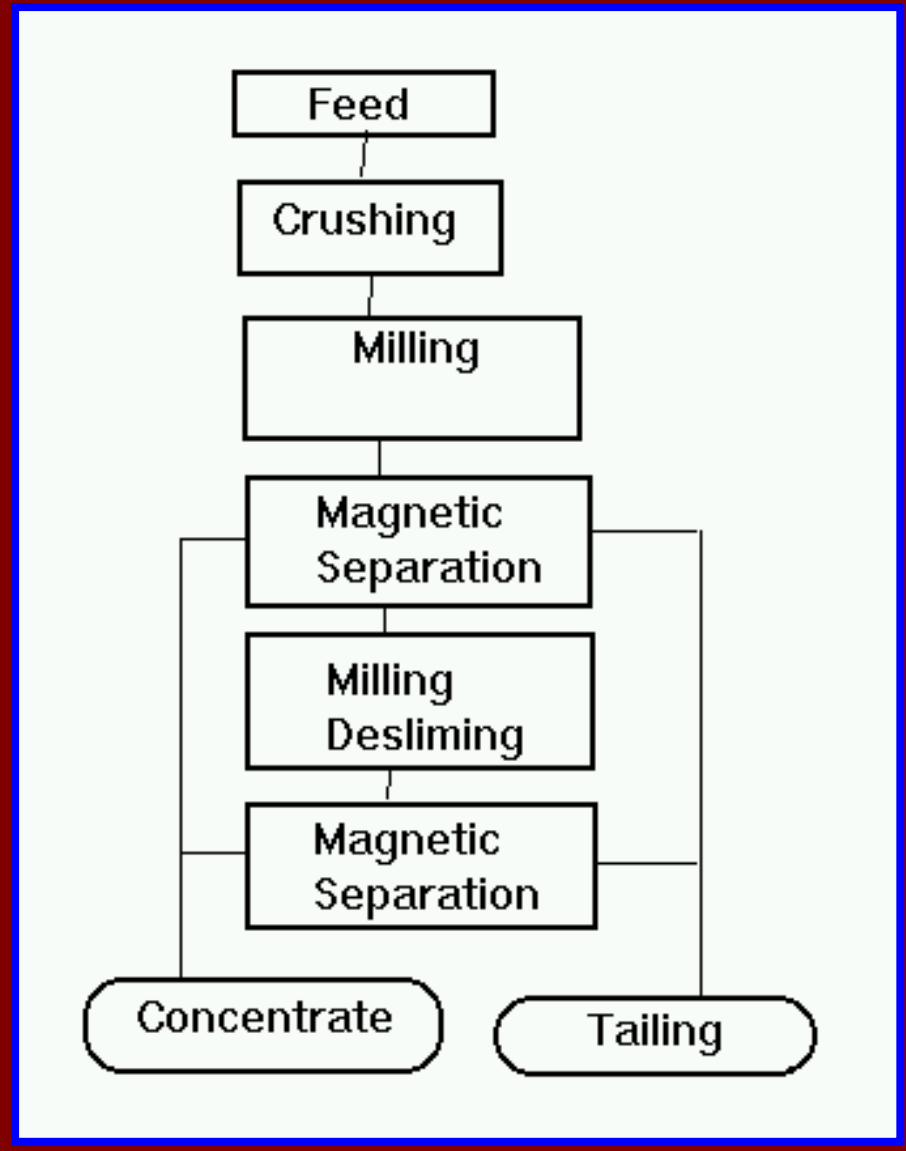 Feed
Crushing
Milling
Magnetic
Separation
Milling
Desliming
Magnetic
Separation
Concentrate
Tailing